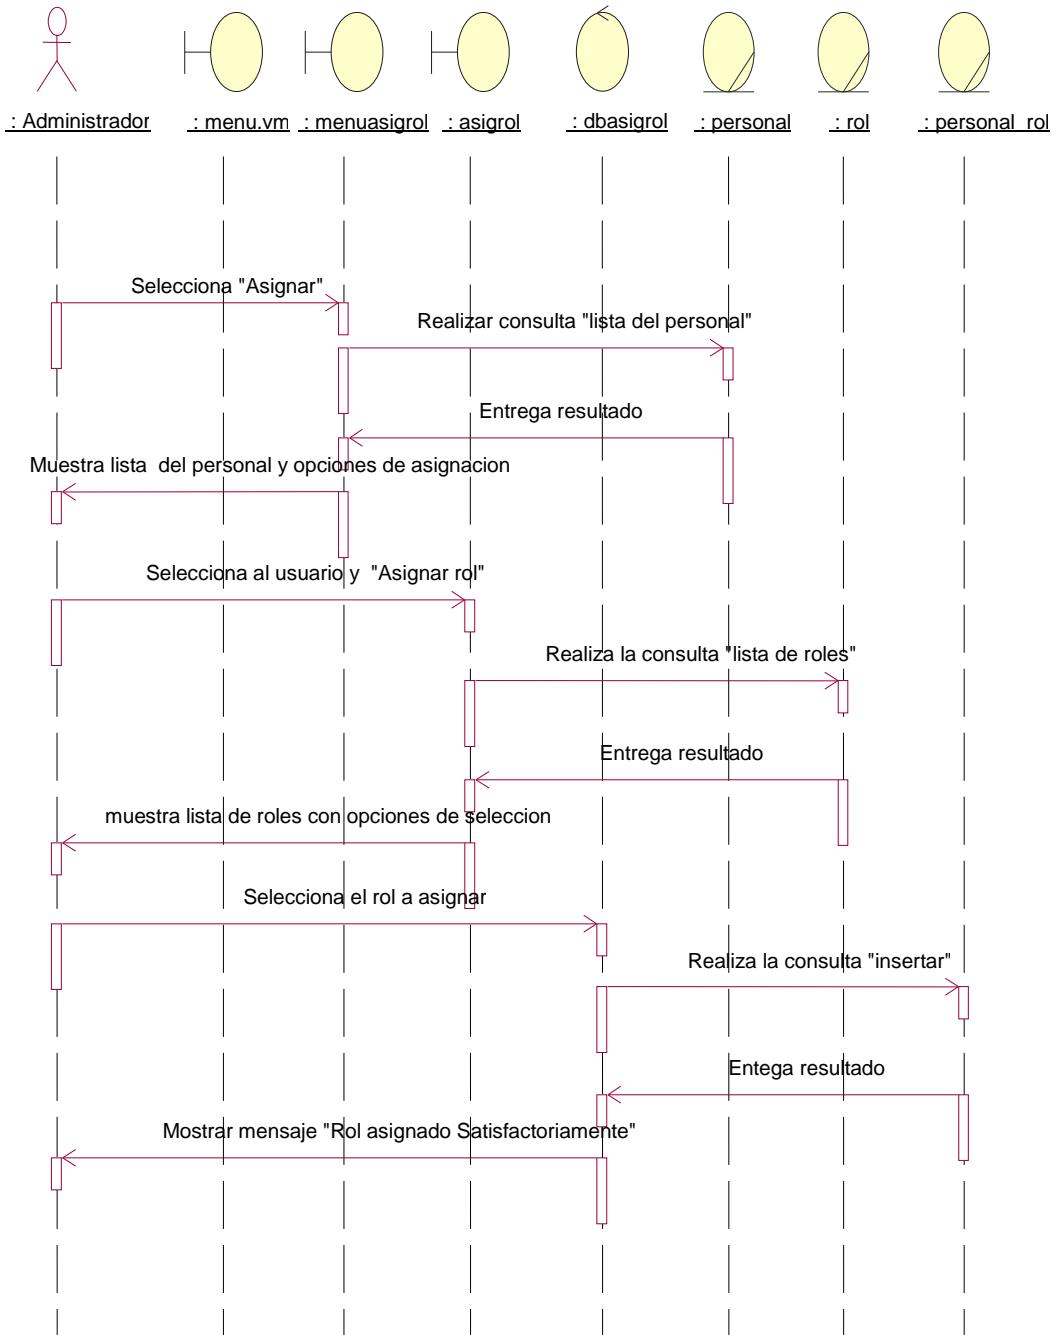 : Administrador
: menu.vm
: menuasigrol
: asigrol
: dbasigrol
: personal
: rol
: personal_rol
Selecciona "Asignar"
Realizar consulta "lista del personal"
Entrega resultado
Muestra lista  del personal y opciones de asignacion
Selecciona al usuario y  "Asignar rol"
Realiza la consulta "lista de roles"
Entrega resultado
muestra lista de roles con opciones de seleccion
Selecciona el rol a asignar
Realiza la consulta "insertar"
Entega resultado
Mostrar mensaje "Rol asignado Satisfactoriamente"